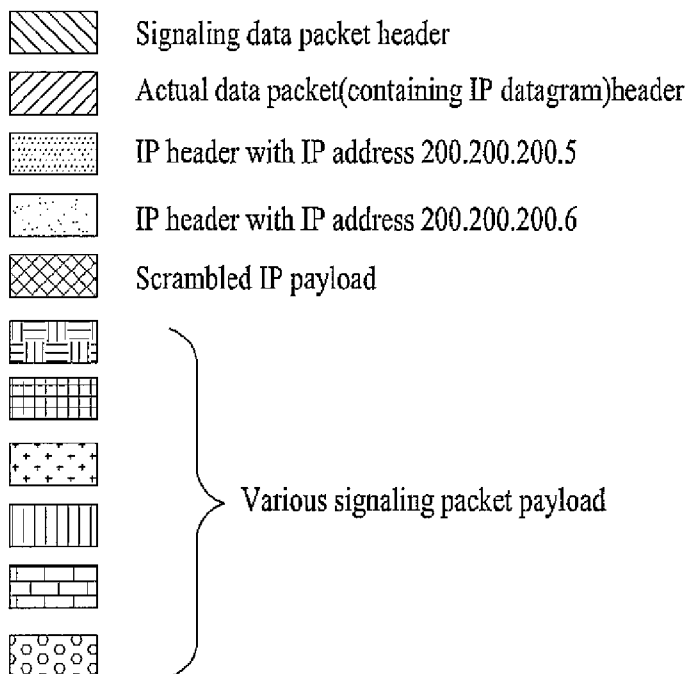 Signaling data packet header
Actual data packet(containing IP datagram)header
IP header with IP address 200.200.200.5
IP header with IP address 200.200.200.6
Scrambled IP payload
Various signaling packet payload